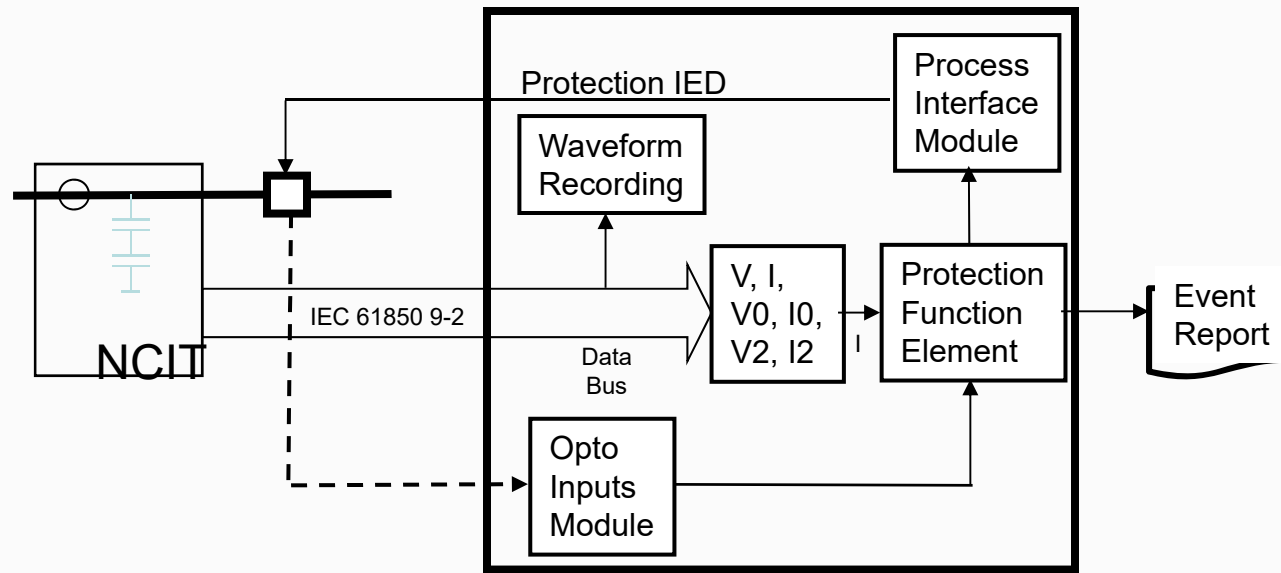 Protection IED
Process
Interface
Module
Waveform
Recording
NCIT
IEC 61850 9-2
Data
Bus
V, I,
V0, I0,
V2, I2
I
Protection
Function
Element
Event
Report
Opto
Inputs
Module